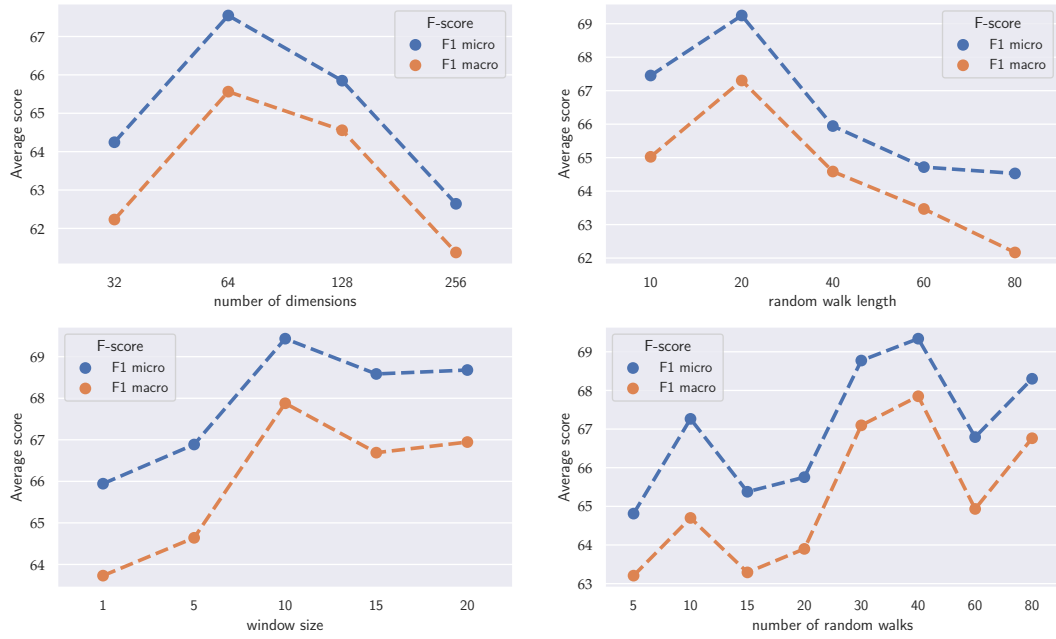 F-score
F1 micro
F1 macro
Average score
67
66
65
64
63
62
32
64
128
256
number of dimensions
F-score
F1 micro
F1 macro
Average score
69
68
67
66
65
64
63
62
10
20
40
60
80
random walk length
F-score
F1 micro
F1 macro
Average score
69
68
67
66
65
64
1
5
10
15
20
window size
F-score
F1 micro
F1 macro
Average score
69
68
67
66
65
64
63
5
10
15
20
30
40
60
80
number of random walks